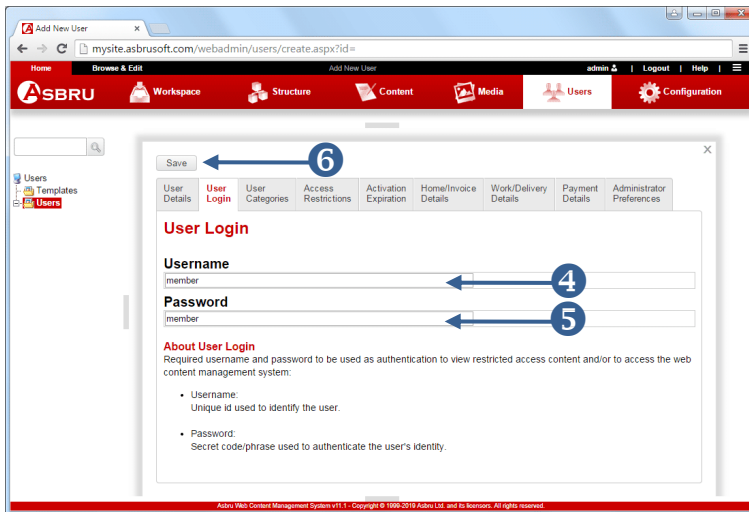 Add New User
mysite.asbrusoft.com/webadmin/users/create.aspx?id=
Home Browse & Edit Add New User admin | Logout | Help |
ASBRU Workspace Structure Content Media Users Configuration
Save 6
Users
Templates
Users
User Details User Login User Categories Access Restrictions Activation Expiration Home/Invoice Details Work/Delivery Details Payment Details Administrator Preferences
User Login
Username
member 4
Password
member 5
About User Login
Required username and password to be used as authentication to view restricted access content and/or to access the web
content management system:
• Username:
Unique id used to identify the user.
• Password:
Secret code/phrase used to authenticate the user's identity.
Asbru Web Content Management System v11.1 - Copyright © 1999-2019 Asbru Ltd. and its licensors. All rights reserved.